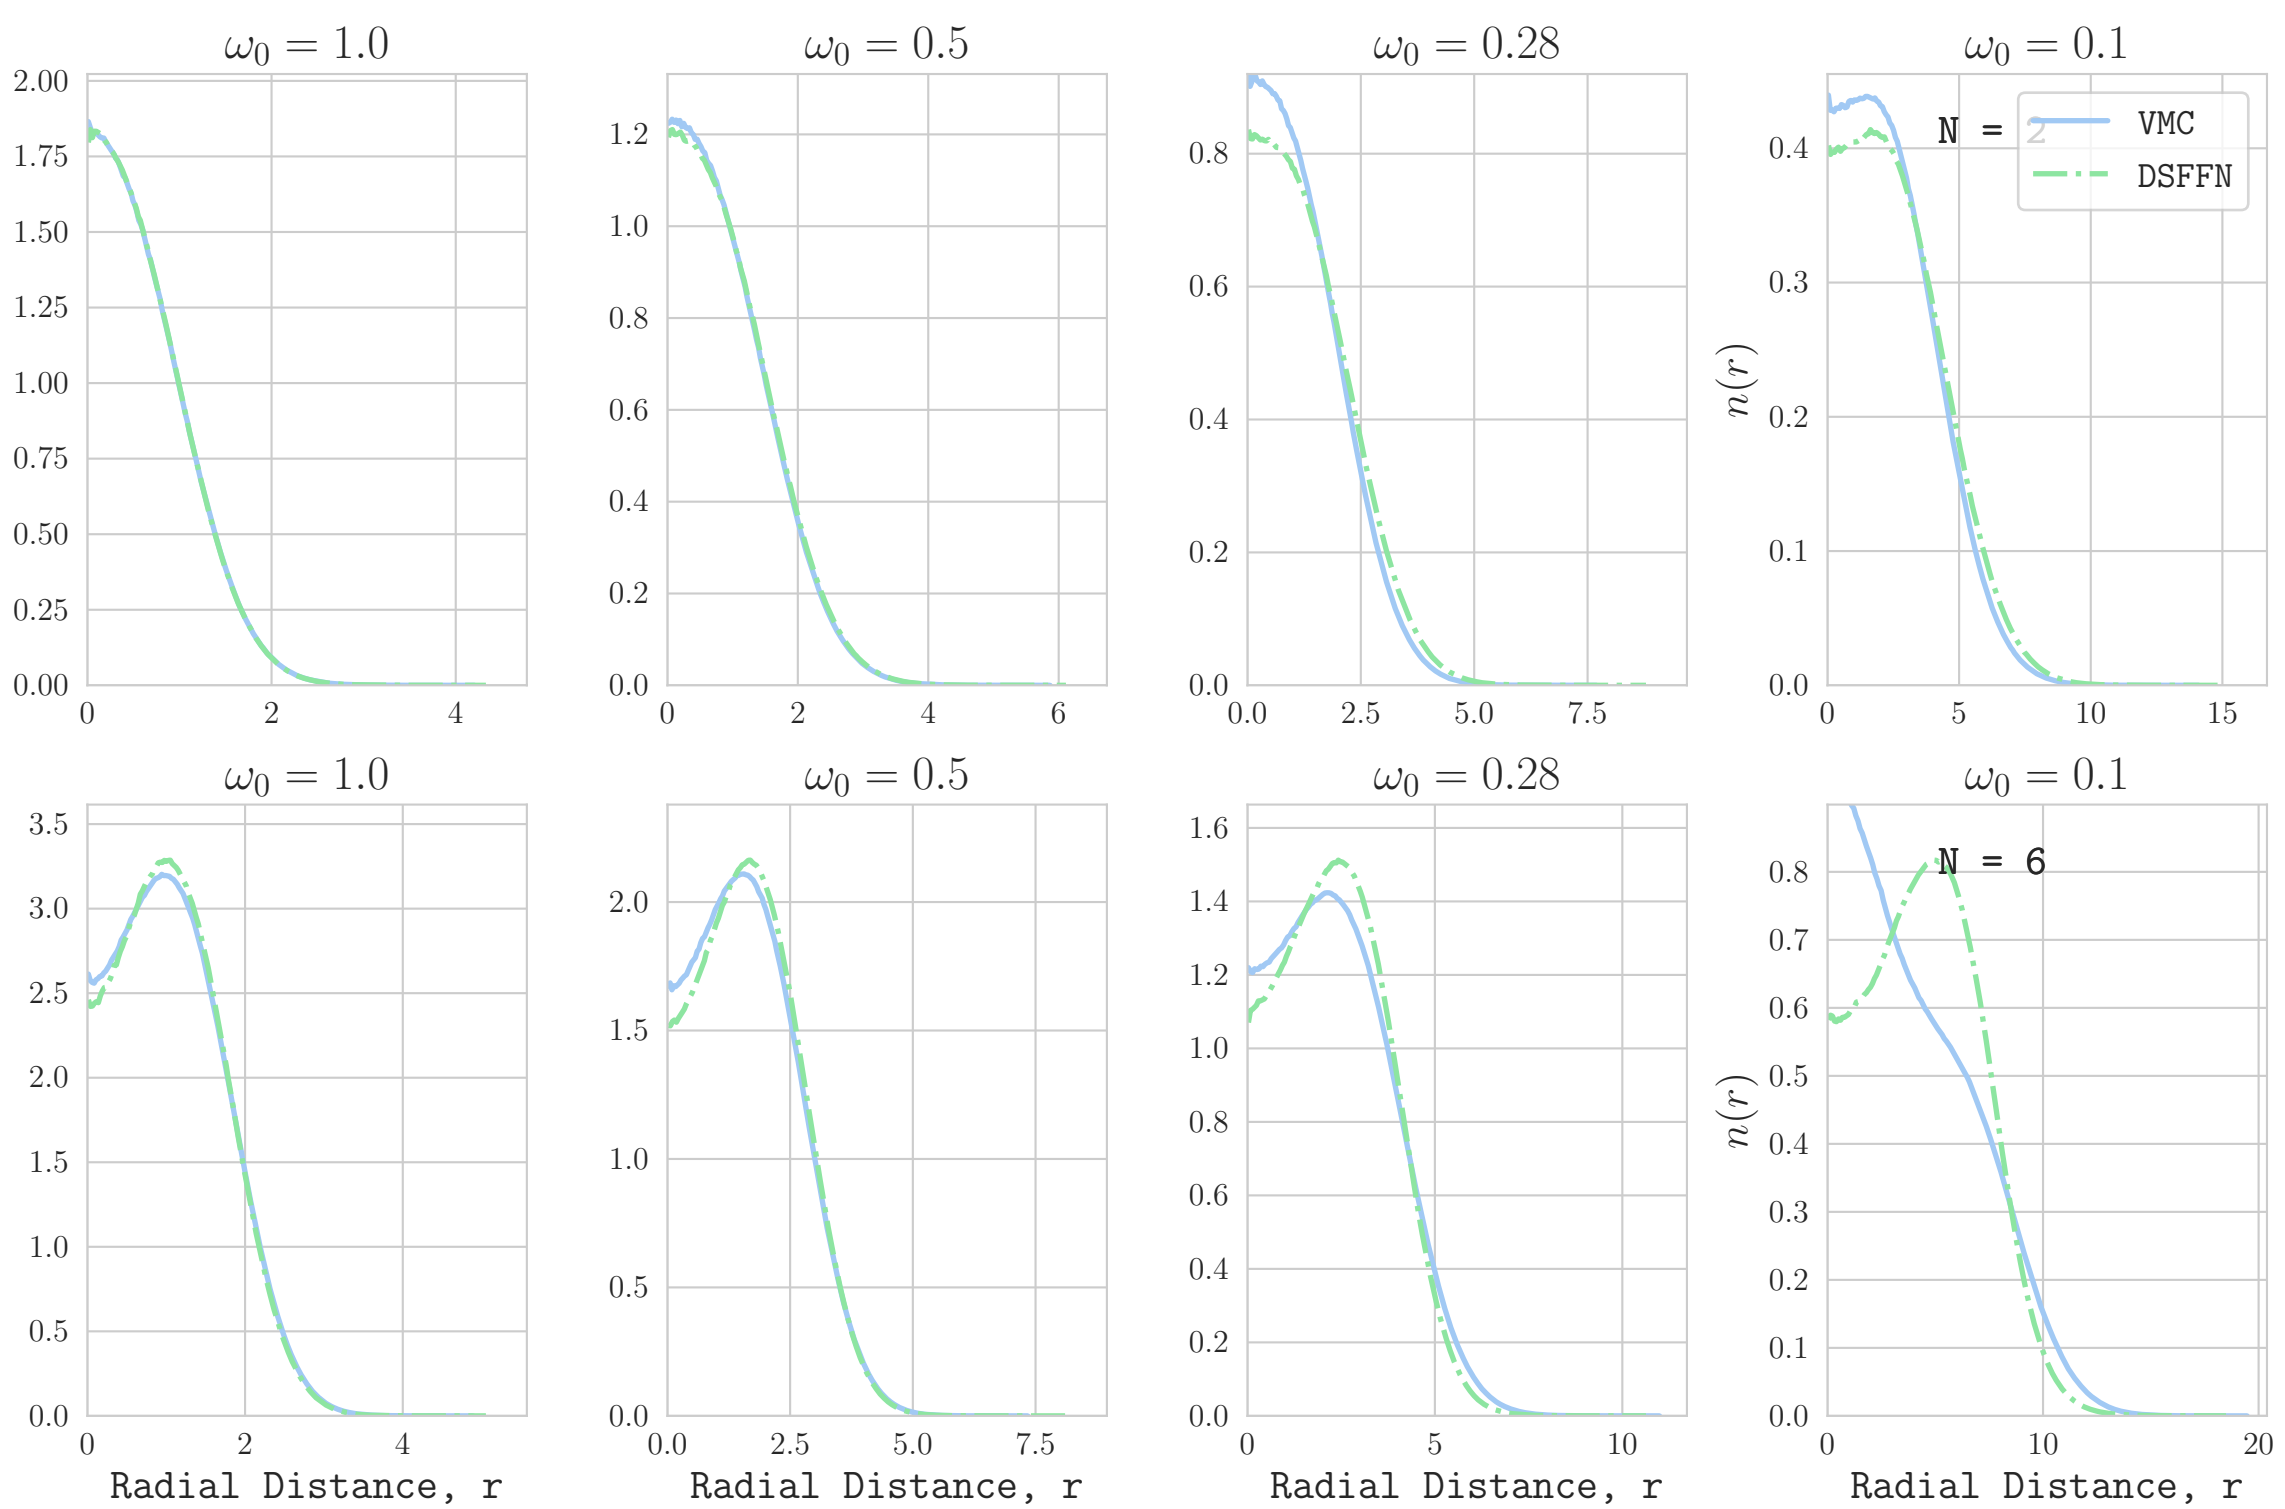 ω₀ = 1.0
2.00
1.75
1.50
1.25
1.00
0.75
0.50
0.25
0.00
0 2 4
ω₀ = 0.5
1.2
1.0
0.8
0.6
0.4
0.2
0.0
0 2 4 6
ω₀ = 0.28
0.8
0.6
0.4
0.2
0.0
0.0 2.5 5.0 7.5
ω₀ = 0.1
n(r)
0.4
0.3
0.2
0.1
0.0
N = 2
VMC
DSFFN
0 5 10 15
ω₀ = 1.0
3.5
3.0
2.5
2.0
1.5
1.0
0.5
0.0
0 2 4
Radial Distance, r
ω₀ = 0.5
2.0
1.5
1.0
0.5
0.0
0.0 2.5 5.0 7.5
Radial Distance, r
ω₀ = 0.28
1.6
1.4
1.2
1.0
0.8
0.6
0.4
0.2
0.0
0 5 10
Radial Distance, r
ω₀ = 0.1
n(r)
0.8
0.7
0.6
0.5
0.4
0.3
0.2
0.1
0.0
N = 6
0 10 20
Radial Distance, r